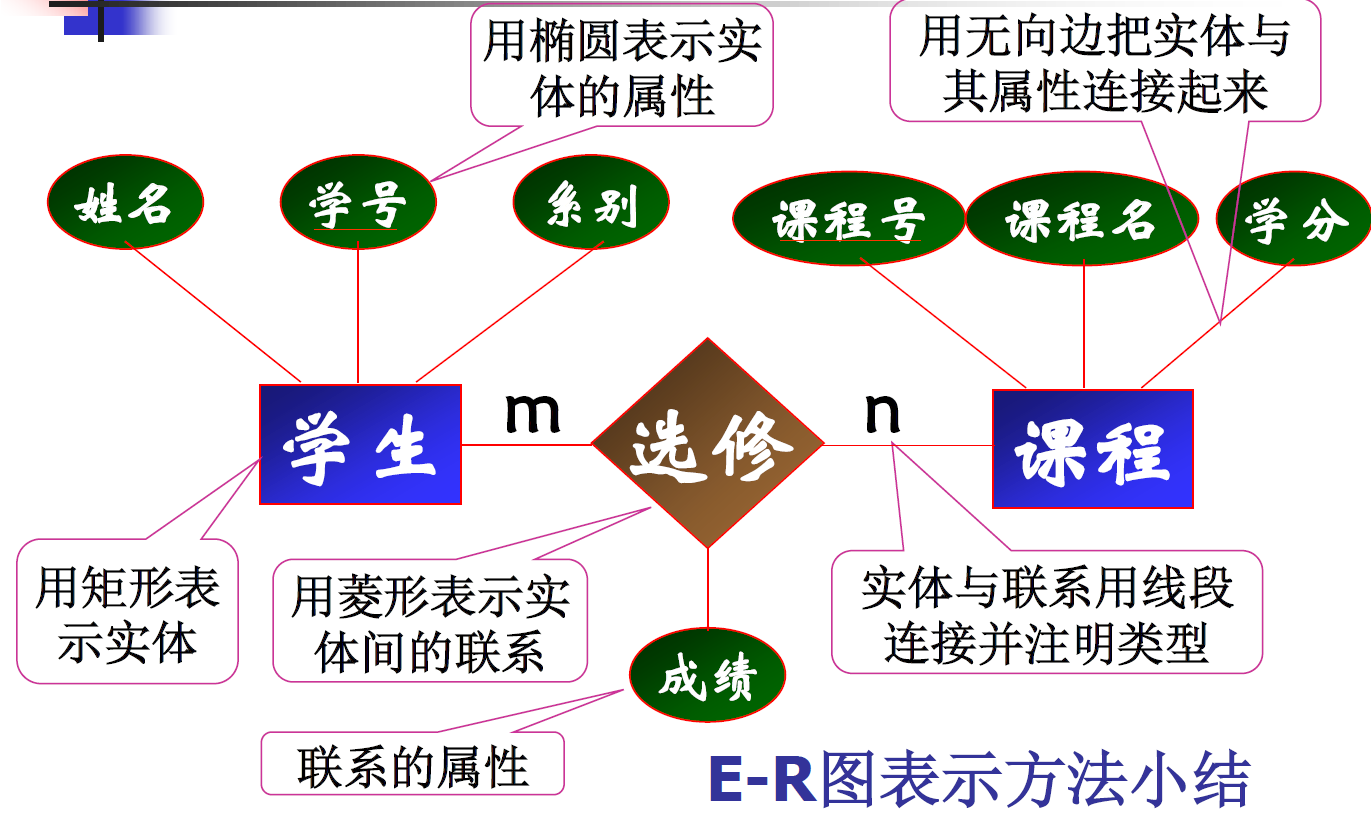 用椭圆表示实
体的属性
用无向边把实体与
其属性连接起来
姓名
学号
系别
课程号
课程名
学分
学生
m
选修
n
课程
用矩形表
示实体
用菱形表示实
体间的联系
实体与联系用线段
连接并注明类型
成绩
联系的属性
E-R图表示方法小结